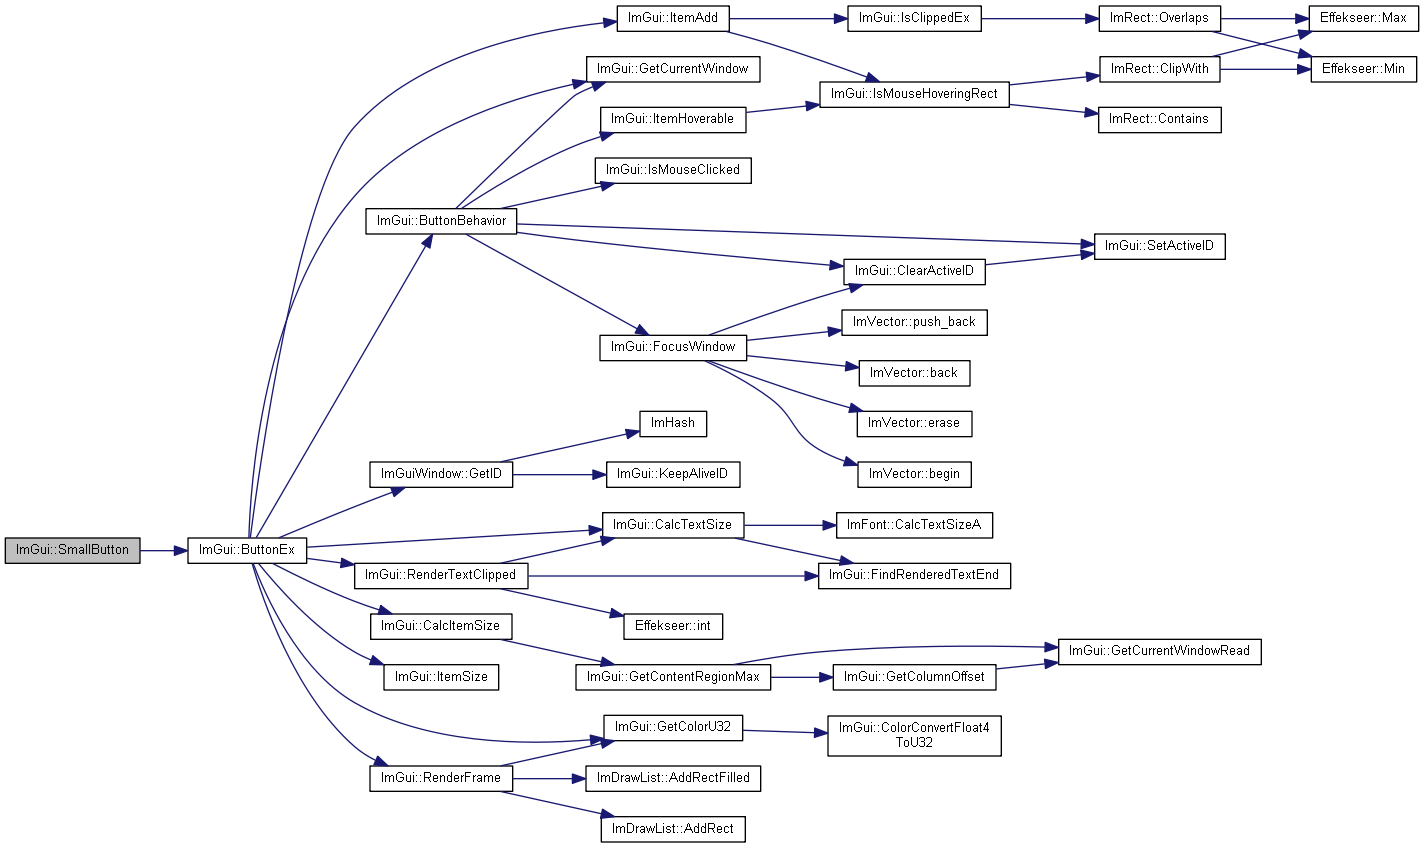 ImGui::SmallButton
ImGui::ButtonEx
ImGui::ItemAdd
ImGui::IsClippedEx
ImRect::Overlaps
Effekseer::Max
ImGui::GetCurrentWindow
ImRect::ClipWith
Effekseer::Min
ImGui::IsMouseHoveringRect
ImGui::ItemHoverable
ImRect::Contains
ImGui::IsMouseClicked
ImGui::ButtonBehavior
ImGui::SetActiveID
ImGui::ClearActiveID
ImVector::push_back
ImGui::FocusWindow
ImVector::back
ImVector::erase
ImHash
ImGuiWindow::GetID
ImGui::KeepAliveID
ImVector::begin
ImGui::CalcTextSize
ImFont::CalcTextSizeA
ImGui::RenderTextClipped
ImGui::FindRenderedTextEnd
ImGui::CalcItemSize
Effekseer::int
ImGui::GetCurrentWindowRead
ImGui::ItemSize
ImGui::GetContentRegionMax
ImGui::GetColumnOffset
ImGui::GetColorU32
ImGui::ColorConvertFloat4
ToU32
ImGui::RenderFrame
ImDrawList::AddRectFilled
ImDrawList::AddRect